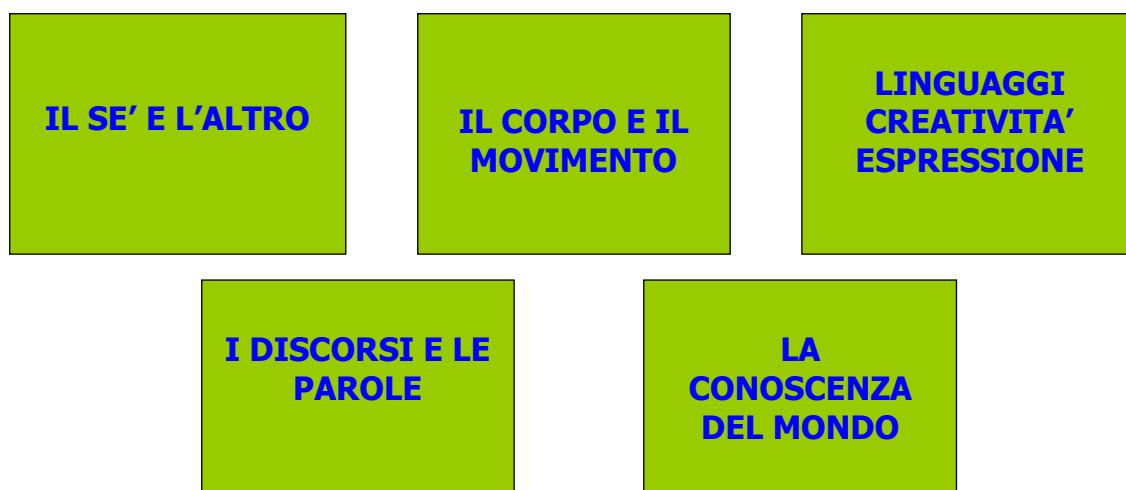 IL SE’ E L’ALTRO
IL CORPO E IL
MOVIMENTO
LINGUAGGI
CREATIVITA’
ESPRESSIONE
I DISCORSI E LE
PAROLE
LA
CONOSCENZA
DEL MONDO